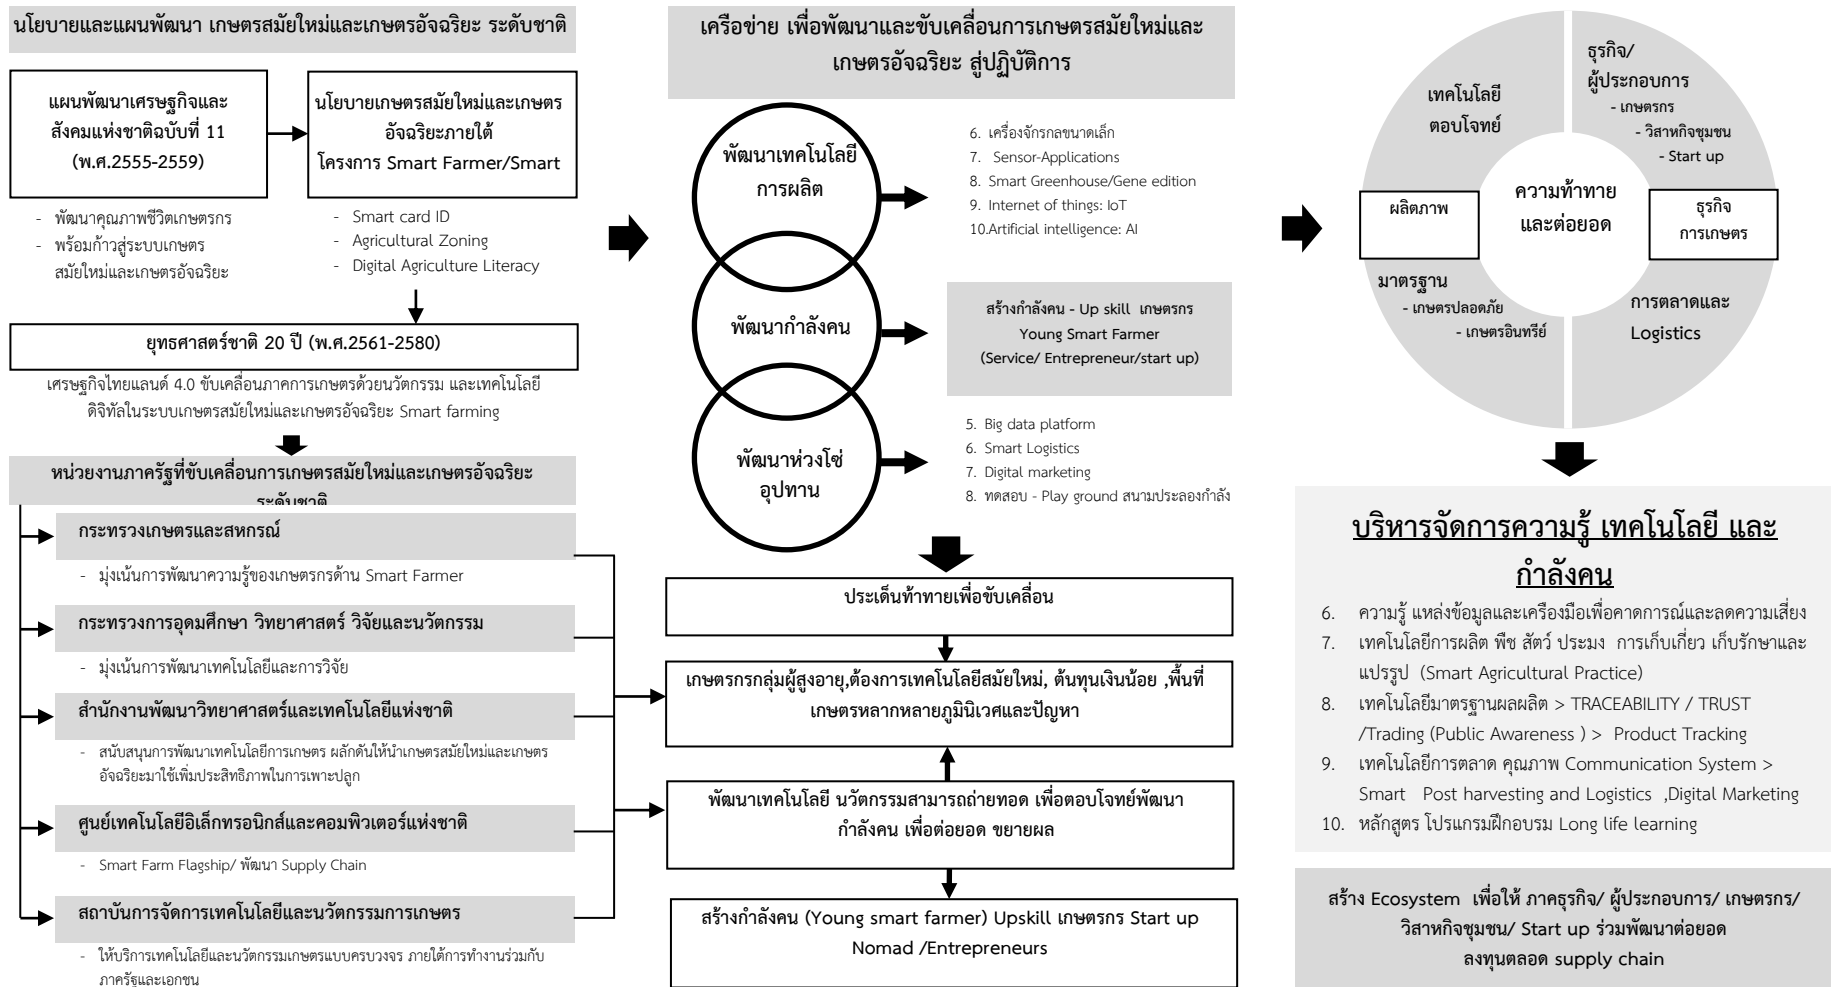 นโยบายและแผนพัฒนา เกษตรสมัยใหม่และเกษตรอัจฉริยะ ระดับชาติ
แผนพัฒนาเศรษฐกิจและ
สังคมแห่งชาติฉบับที่ 11
(พ.ศ.2555-2559)
นโยบายเกษตรสมัยใหม่และเกษตร
อัจฉริยะภายใต้
โครงการ Smart Farmer/Smart
- พัฒนาคุณภาพชีวิตเกษตรกร
- พร้อมก้าวสู่ระบบเกษตร
สมัยใหม่และเกษตรอัจฉริยะ
- Smart card ID
- Agricultural Zoning
- Digital Agriculture Literacy
ยุทธศาสตร์ชาติ 20 ปี (พ.ศ.2561-2580)
เศรษฐกิจไทยแลนด์ 4.0 ขับเคลื่อนภาคการเกษตรด้วยนวัตกรรม และเทคโนโลยี
ดิจิทัลในระบบเกษตรสมัยใหม่และเกษตรอัจฉริยะ Smart farming
หน่วยงานภาครัฐที่ขับเคลื่อนการเกษตรสมัยใหม่และเกษตรอัจฉริยะ
ระดับชาติ
กระทรวงเกษตรและสหกรณ์
- มุ่งเน้นการพัฒนาความรู้ของเกษตรกรด้าน Smart Farmer
กระทรวงการอุดมศึกษา วิทยาศาสตร์ วิจัยและนวัตกรรม
- มุ่งเน้นการพัฒนาเทคโนโลยีและการวิจัย
สำนักงานพัฒนาวิทยาศาสตร์และเทคโนโลยีแห่งชาติ
- สนับสนุนการพัฒนาเทคโนโลยีการเกษตร ผลักดันให้นำเกษตรสมัยใหม่และเกษตร
อัจฉริยะมาใช้เพิ่มประสิทธิภาพในการเพาะปลูก
ศูนย์เทคโนโลยีอิเล็กทรอนิกส์และคอมพิวเตอร์แห่งชาติ
- Smart Farm Flagship/ พัฒนา Supply Chain
สถาบันการจัดการเทคโนโลยีและนวัตกรรมการเกษตร
- ให้บริการเทคโนโลยีและนวัตกรรมเกษตรแบบครบวงจร ภายใต้การทำงานร่วมกับ
ภาครัฐและเอกชน
เครือข่าย เพื่อพัฒนาและขับเคลื่อนการเกษตรสมัยใหม่และ
เกษตรอัจฉริยะ สู่ปฏิบัติการ
พัฒนาเทคโนโลยี
การผลิต
6. เครื่องจักรกลขนาดเล็ก
7. Sensor-Applications
8. Smart Greenhouse/Gene edition
9. Internet of things: IoT
10.Artificial intelligence: AI
พัฒนากำลังคน
สร้างกำลังคน - Up skill เกษตรกร
Young Smart Farmer
(Service/ Entrepreneur/start up)
พัฒนาห่วงโซ่
อุปทาน
5. Big data platform
6. Smart Logistics
7. Digital marketing
8. ทดสอบ - Play ground สนามประลองกำลัง
ประเด็นท้าทายเพื่อขับเคลื่อน
เกษตรกรกลุ่มผู้สูงอายุ,ต้องการเทคโนโลยีสมัยใหม่, ต้นทุนเงินน้อย ,พื้นที่
เกษตรหลากหลายภูมินิเวศและปัญหา
พัฒนาเทคโนโลยี นวัตกรรมสามารถถ่ายทอด เพื่อตอบโจทย์พัฒนา
กำลังคน เพื่อต่อยอด ขยายผล
สร้างกำลังคน (Young smart farmer) Upskill เกษตรกร Start up
Nomad /Entrepreneurs
เทคโนโลยี
ตอบโจทย์
ธุรกิจ/
ผู้ประกอบการ
- เกษตรกร
- วิสาหกิจชุมชน
- Start up
ผลิตภาพ
ความท้าทาย
และต่อยอด
ธุรกิจ
การเกษตร
มาตรฐาน
- เกษตรปลอดภัย
- เกษตรอินทรีย์
การตลาดและ
Logistics
บริหารจัดการความรู้ เทคโนโลยี และ
กำลังคน
6. ความรู้ แหล่งข้อมูลและเครื่องมือเพื่อคาดการณ์และลดความเสี่ยง
7. เทคโนโลยีการผลิต พืช สัตว์ ประมง การเก็บเกี่ยว เก็บรักษาและ
แปรรูป (Smart Agricultural Practice)
8. เทคโนโลยีมาตรฐานผลผลิต > TRACEABILITY / TRUST
/Trading (Public Awareness ) > Product Tracking
9. เทคโนโลยีการตลาด คุณภาพ Communication System >
Smart Post harvesting and Logistics ,Digital Marketing
10. หลักสูตร โปรแกรมฝึกอบรม Long life learning
สร้าง Ecosystem เพื่อให้ ภาคธุรกิจ/ ผู้ประกอบการ/ เกษตรกร/
วิสาหกิจชุมชน/ Start up ร่วมพัฒนาต่อยอด
ลงทุนตลอด supply chain